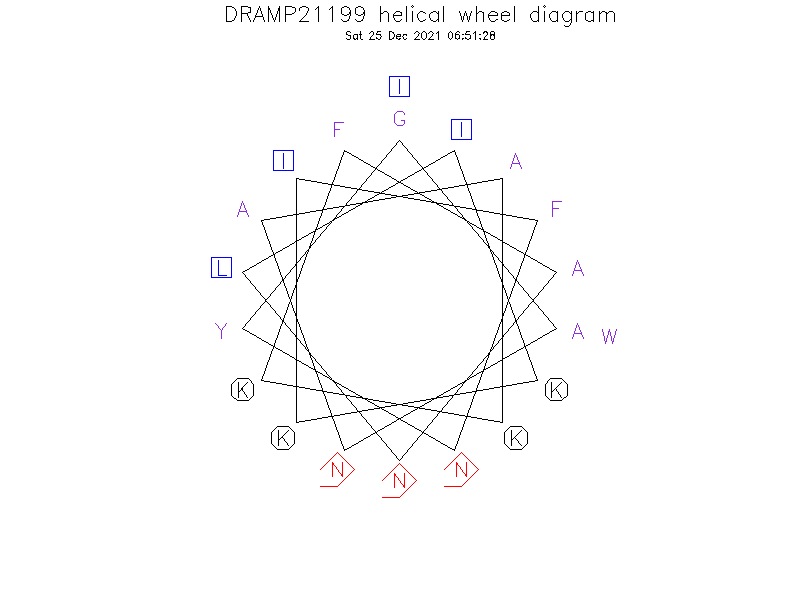 DRAMP21199 helical wheel diagram
Sat 25 Dec 2021 06:51:28
I
G
F I
I A
A F
L A
Y A W
K K
K K
N N N